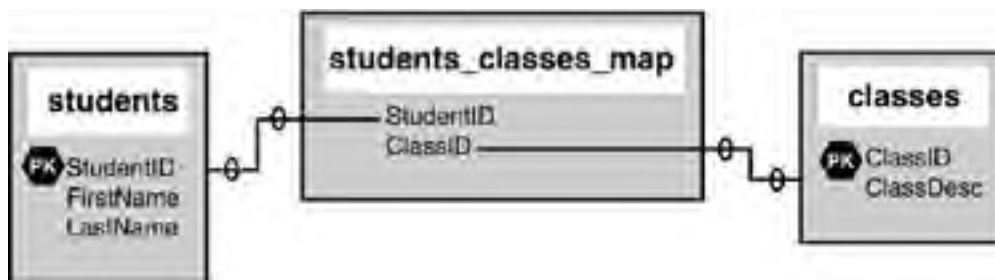 students
PK StudentID
FirstName
LastName
students_classes_map
StudentID
ClassID
classes
PK ClassID
ClassDesc